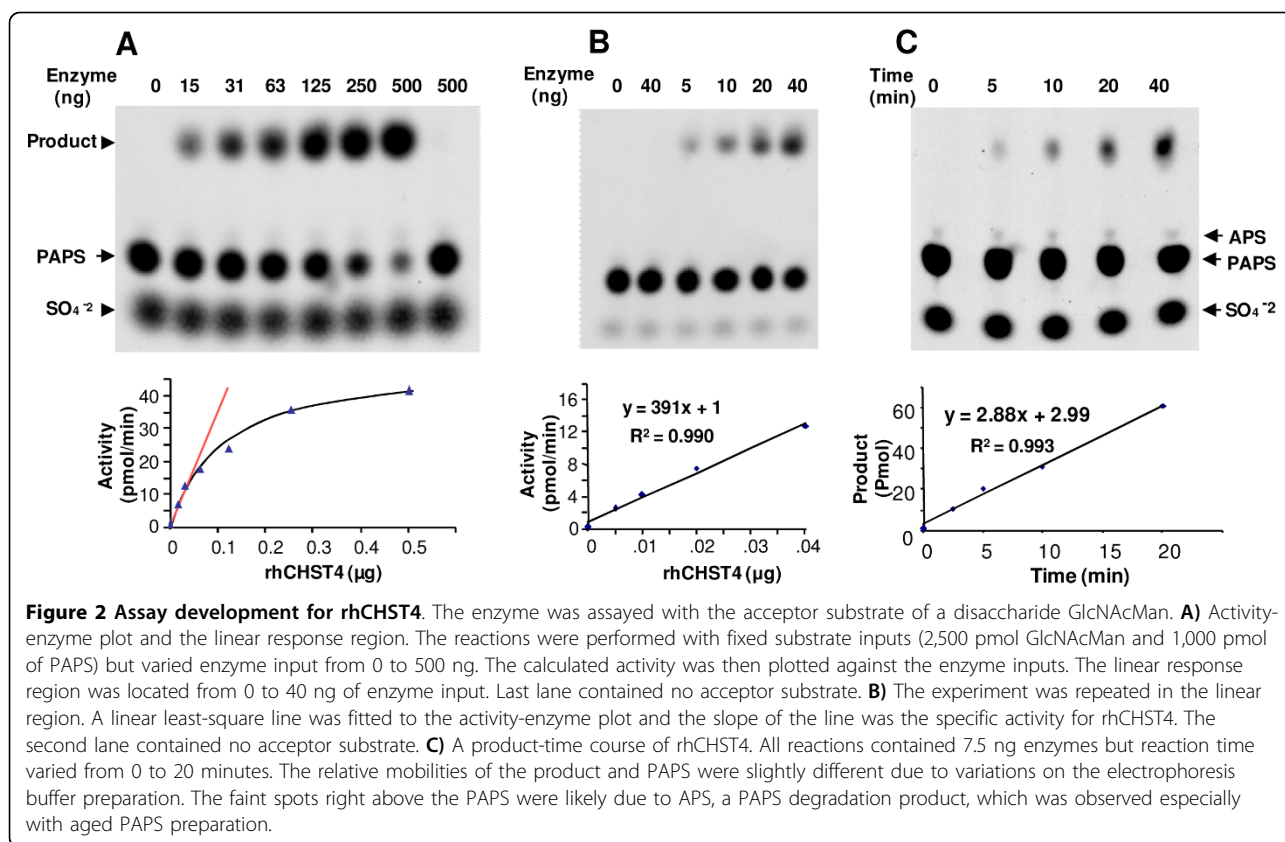 A
B
C
Enzyme (ng) 0 15 31 63 125 250 500 500
Product
PAPS
SO₄⁻²
Enzyme (ng) 0 40 5 10 20 40
Time (min) 0 5 10 20 40
APS
PAPS
SO₄⁻²
Activity (pmol/min)
40
30
20
10
0
0 0.1 0.2 0.3 0.4 0.5
rhCHST4 (µg)
Activity (pmol/min)
16
12
8
4
0
y = 391x + 1
R² = 0.990
0 .01 .02 .03 .04
rhCHST4 (µg)
Product (Pmol)
60
40
20
0
y = 2.88x + 2.99
R² = 0.993
0 5 10 15 20
Time (min)
Figure 2 Assay development for rhCHST4. The enzyme was assayed with the acceptor substrate of a disaccharide GlcNAcMan. A) Activity-
enzyme plot and the linear response region. The reactions were performed with fixed substrate inputs (2,500 pmol GlcNAcMan and 1,000 pmol
of PAPS) but varied enzyme input from 0 to 500 ng. The calculated activity was then plotted against the enzyme inputs. The linear response
region was located from 0 to 40 ng of enzyme input. Last lane contained no acceptor substrate. B) The experiment was repeated in the linear
region. A linear least-square line was fitted to the activity-enzyme plot and the slope of the line was the specific activity for rhCHST4. The
second lane contained no acceptor substrate. C) A product-time course of rhCHST4. All reactions contained 7.5 ng enzymes but reaction time
varied from 0 to 20 minutes. The relative mobilities of the product and PAPS were slightly different due to variations on the electrophoresis
buffer preparation. The faint spots right above the PAPS were likely due to APS, a PAPS degradation product, which was observed especially
with aged PAPS preparation.